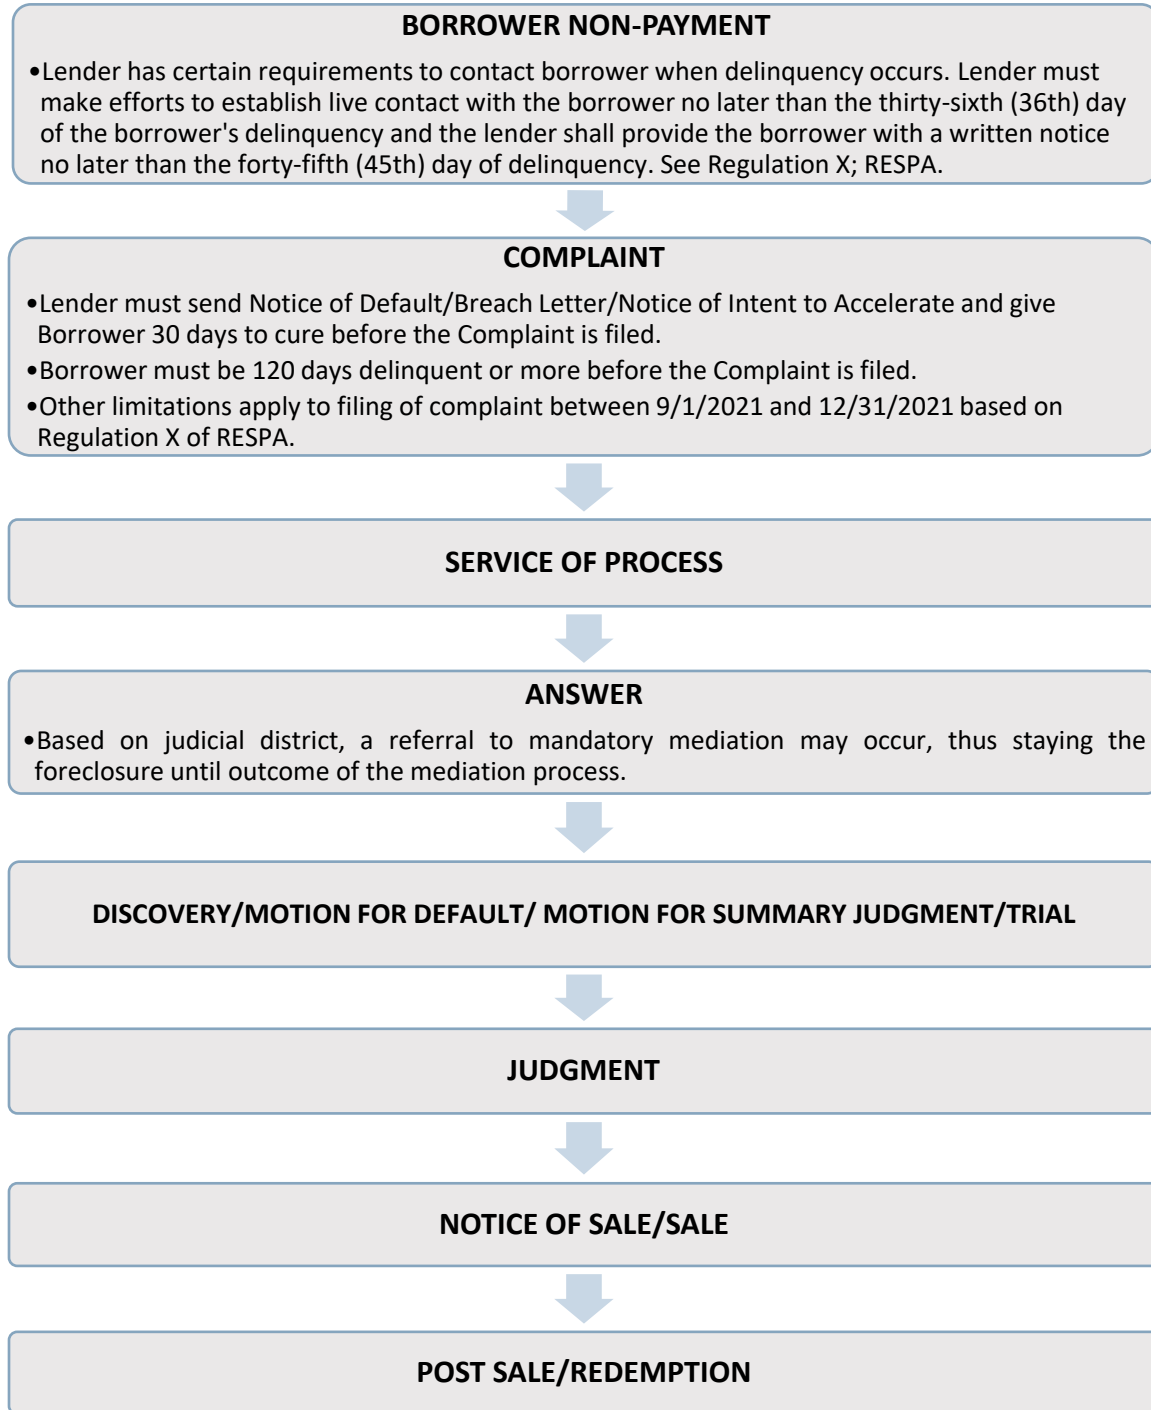 BORROWER NON-PAYMENT
•Lender has certain requirements to contact borrower when delinquency occurs. Lender must
make efforts to establish live contact with the borrower no later than the thirty-sixth (36th) day
of the borrower's delinquency and the lender shall provide the borrower with a written notice
no later than the forty-fifth (45th) day of delinquency. See Regulation X; RESPA.
COMPLAINT
•Lender must send Notice of Default/Breach Letter/Notice of Intent to Accelerate and give
Borrower 30 days to cure before the Complaint is filed.
•Borrower must be 120 days delinquent or more before the Complaint is filed.
•Other limitations apply to filing of complaint between 9/1/2021 and 12/31/2021 based on
Regulation X of RESPA.
SERVICE OF PROCESS
ANSWER
•Based on judicial district, a referral to mandatory mediation may occur, thus staying the
foreclosure until outcome of the mediation process.
DISCOVERY/MOTION FOR DEFAULT/ MOTION FOR SUMMARY JUDGMENT/TRIAL
JUDGMENT
NOTICE OF SALE/SALE
POST SALE/REDEMPTION